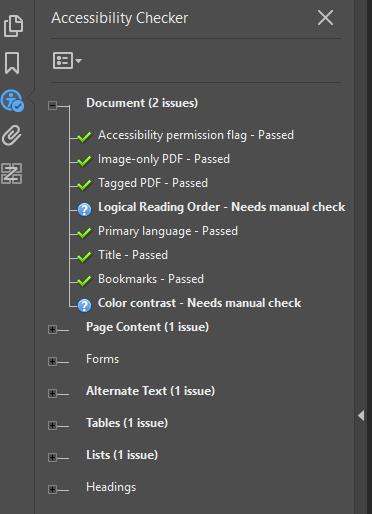 Accessibility Checker
Document (2 issues)
Accessibility permission flag - Passed
Image-only PDF - Passed
Tagged PDF - Passed
Logical Reading Order - Needs manual check
Primary language - Passed
Title - Passed
Bookmarks - Passed
Color contrast - Needs manual check
Page Content (1 issue)
Forms
Alternate Text (1 issue)
Tables (1 issue)
Lists (1 issue)
Headings